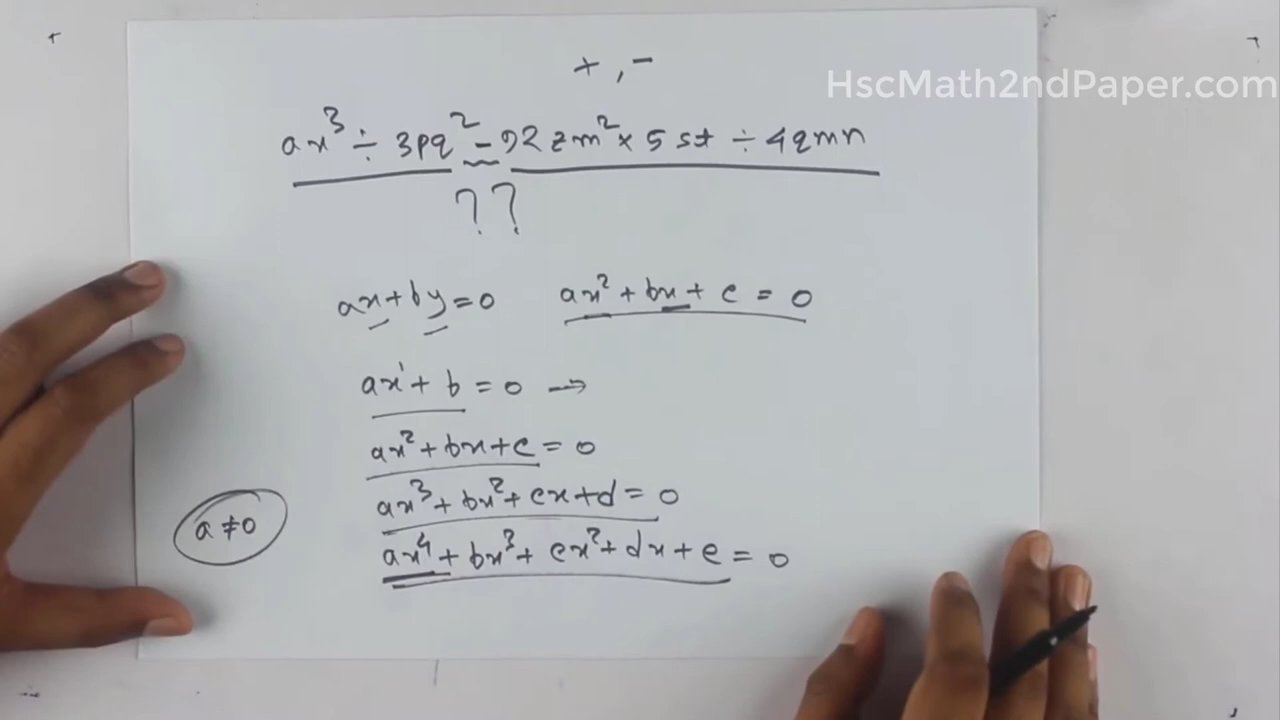 + , -
HscMath2ndPaper.com
ax³ ÷ 3pq² - 92zm² × 5st ÷ 4qmn
??
ax + by = 0 ax² + bx + c = 0
ax¹ + b = 0 →
ax² + bx + c = 0
ax³ + bx² + cx + d = 0
a ≠ 0
ax⁴ + bx³ + cx² + dx + e = 0